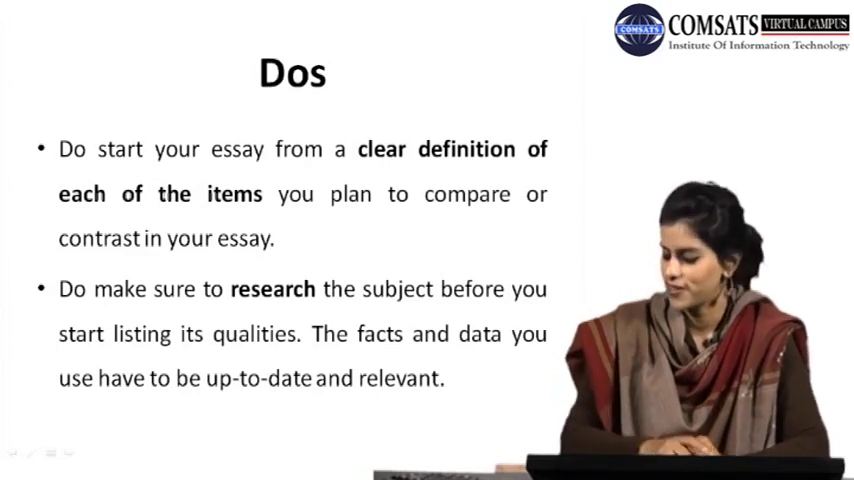 COMSATS VIRTUAL CAMPUS
COMSATS
Institute Of Information Technology
Dos
• Do start your essay from a clear definition of
each of the items you plan to compare or
contrast in your essay.
• Do make sure to research the subject before you
start listing its qualities. The facts and data you
use have to be up-to-date and relevant.